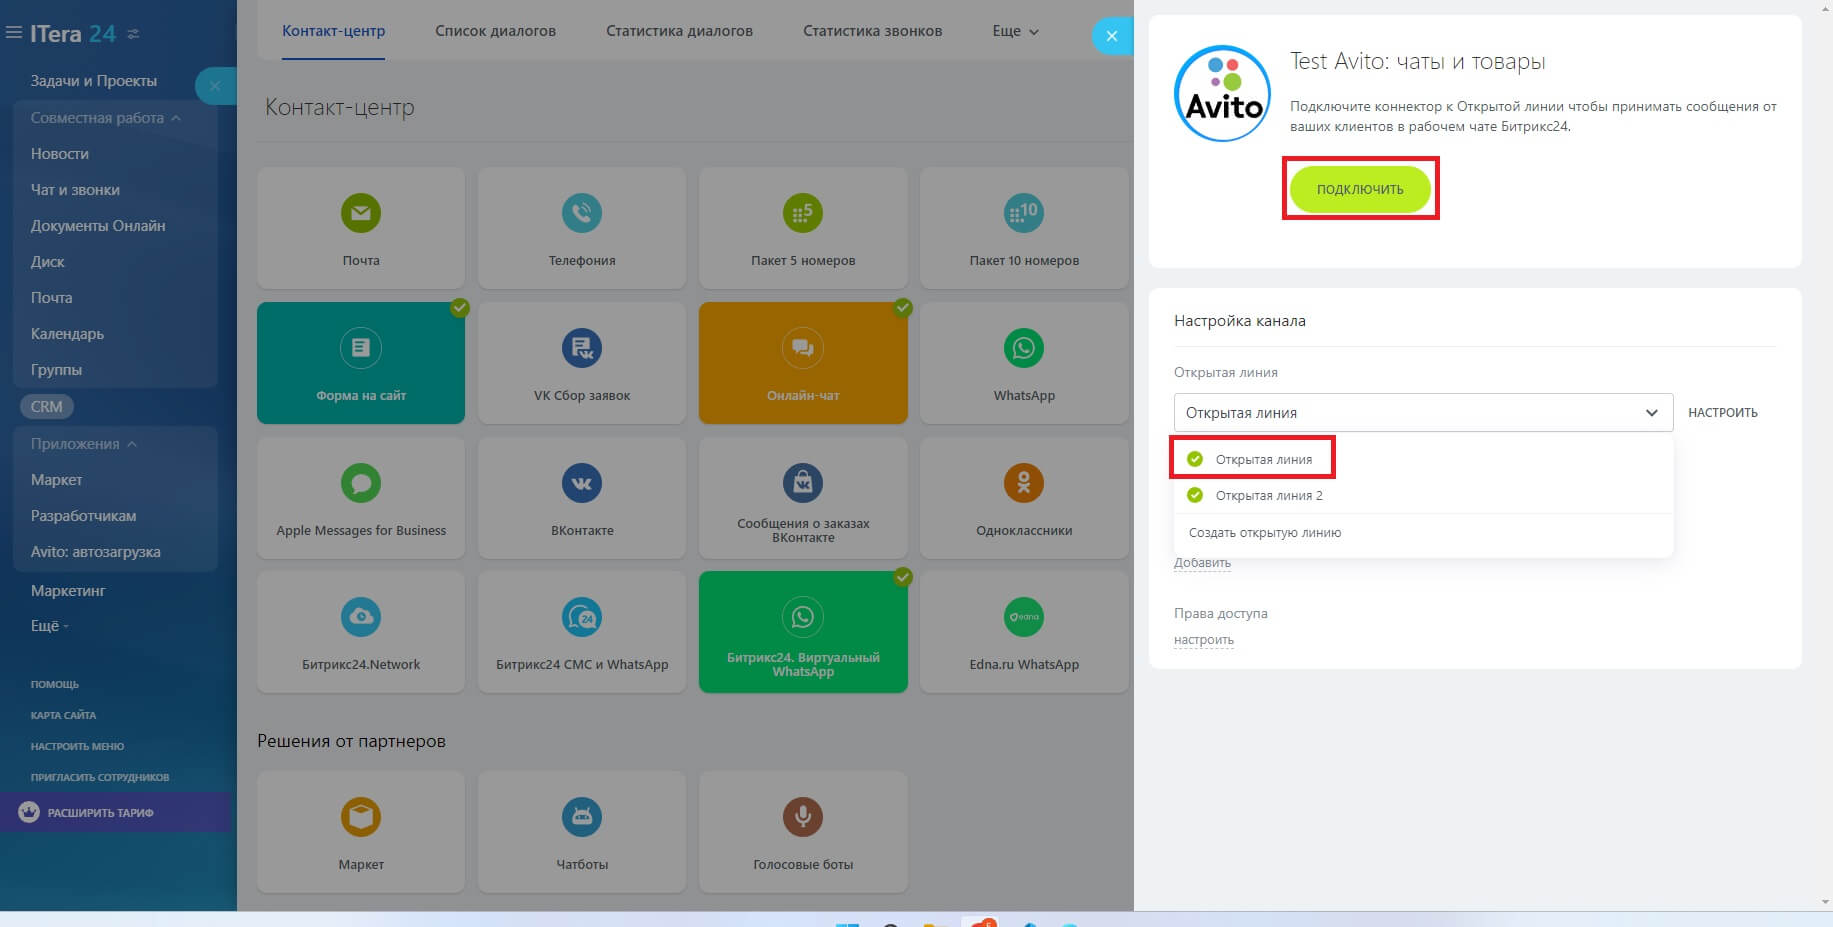 ITera 24
Задачи и Проекты
Совместная работа
Новости
Чат и звонки
Документы Онлайн
Диск
Почта
Календарь
Группы
CRM
Приложения
Маркет
Разработчикам
Avito: автозагрузка
Маркетинг
Ещё -
ПОМОЩЬ
КАРТА САЙТА
НАСТРОИТЬ МЕНЮ
ПРИГЛАСИТЬ СОТРУДНИКОВ
РАСШИРИТЬ ТАРИФ
Контакт-центр
Список диалогов
Статистика диалогов
Статистика звонков
Еще
Контакт-центр
Почта
Телефония
5
Пакет 5 номеров
10
Пакет 10 номеров
Форма на сайт
VK Сбор заявок
Онлайн-чат
WhatsApp
Apple Messages for Business
ВКонтакте
Сообщения о заказах
ВКонтакте
Одноклассники
Битрикс24.Network
24
Битрикс24 СМС и WhatsApp
Битрикс24. Виртуальный
WhatsApp
edna
Edna.ru WhatsApp
Решения от партнеров
Маркет
Чатботы
Голосовые боты
Avito
Test Avito: чаты и товары
Подключите коннектор к Открытой линии чтобы принимать сообщения от
ваших клиентов в рабочем чате Битрикс24.
ПОДКЛЮЧИТЬ
Настройка канала
Открытая линия
Открытая линия
НАСТРОИТЬ
Открытая линия
Открытая линия 2
Создать открытую линию
Добавить
Права доступа
настроить